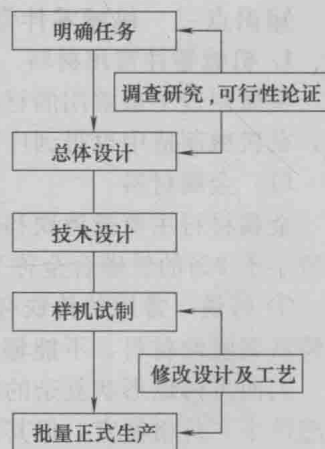 明确任务
调查研究,可行性论证
总体设计
技术设计
样机试制
修改设计及工艺
批量正式生产